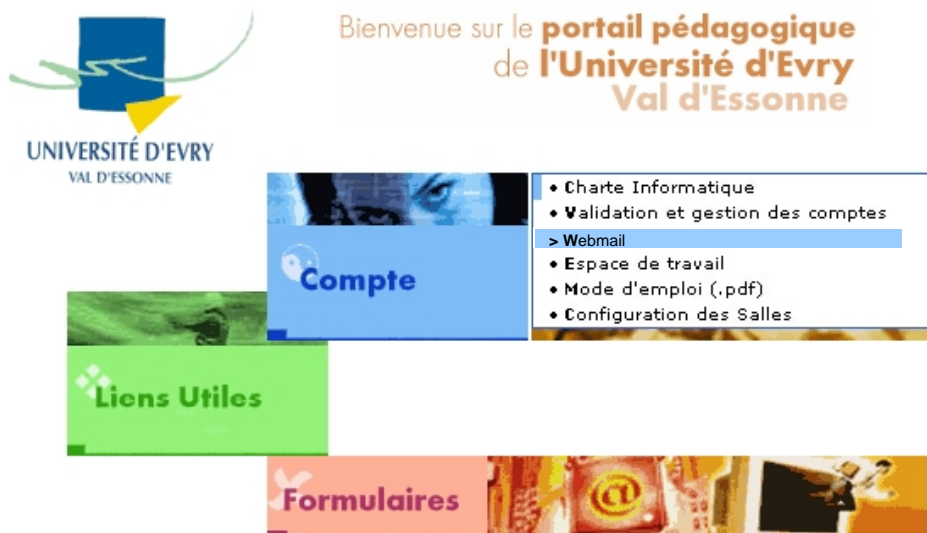 Bienvenue sur le portail pédagogique
de l'Université d'Evry
Val d'Essonne
UNIVERSITÉ D'EVRY
VAL D'ESSONNE
• Charte Informatique
• Validation et gestion des comptes
> Webmail
• Espace de travail
• Mode d'emploi (.pdf)
• Configuration des Salles
Compte
Liens Utiles
Formulaires
@